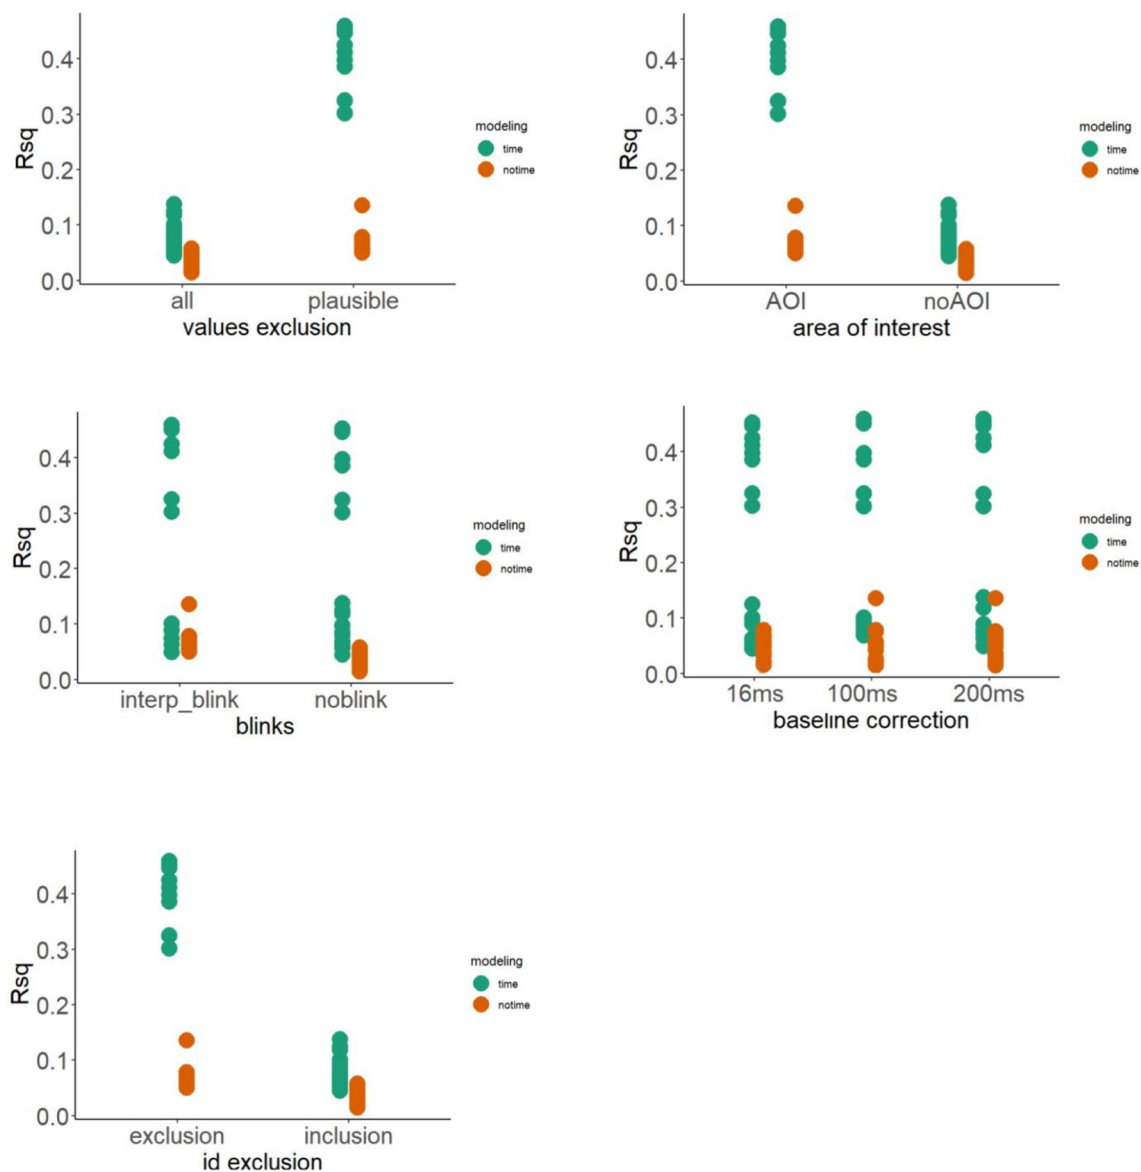 Rsq
0.4
0.3
0.2
0.1
0.0
all plausible
values exclusion
modeling
time
notime
Rsq
0.4
0.3
0.2
0.1
0.0
AOI noAOI
area of interest
modeling
time
notime
Rsq
0.4
0.3
0.2
0.1
0.0
interp_blink noblink
blinks
modeling
time
notime
Rsq
0.4
0.3
0.2
0.1
0.0
16ms 100ms 200ms
baseline correction
modeling
time
notime
Rsq
0.4
0.3
0.2
0.1
0.0
exclusion inclusion
id exclusion
modeling
time
notime